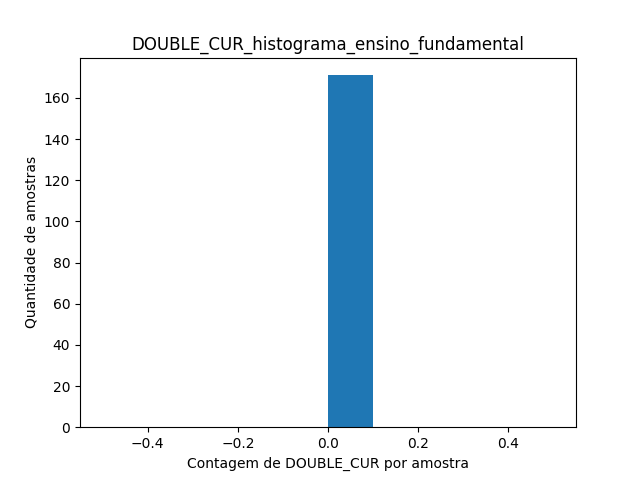 DOUBLE_CUR_histograma_ensino_fundamental
Quantidade de amostras
160
140
120
100
80
60
40
20
0
−0.4 −0.2 0.0 0.2 0.4
Contagem de DOUBLE_CUR por amostra